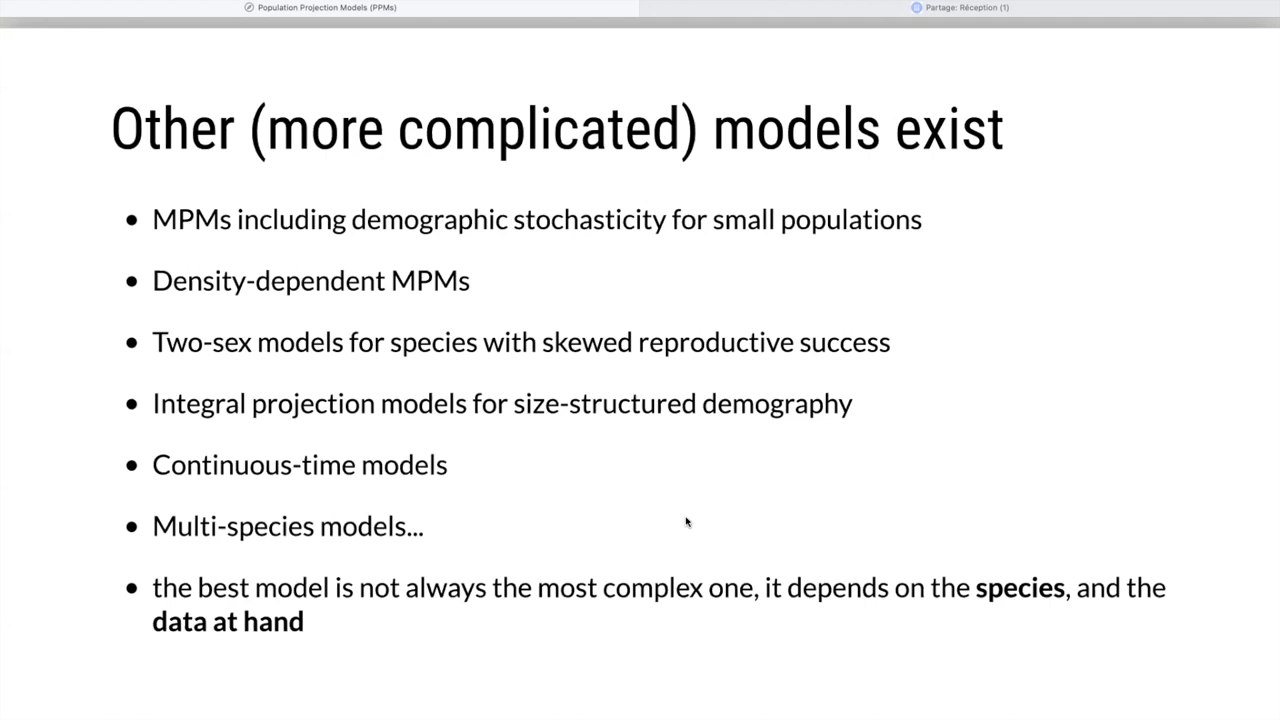 Population Projection Models (PPMs)
Partage: Réception (1)
Other (more complicated) models exist
• MPMs including demographic stochasticity for small populations
• Density-dependent MPMs
• Two-sex models for species with skewed reproductive success
• Integral projection models for size-structured demography
• Continuous-time models
• Multi-species models...
• the best model is not always the most complex one, it depends on the species, and the
data at hand